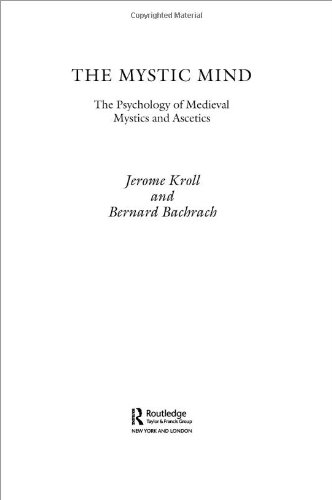 Copyrighted material
THE MYSTIC MIND
The Psychology of Medieval
Mystics and Ascetics
Jerome Kroll
and
Bernard Bachrach
R
Routledge
Taylor & Francis Group
NEW YORK AND LONDON